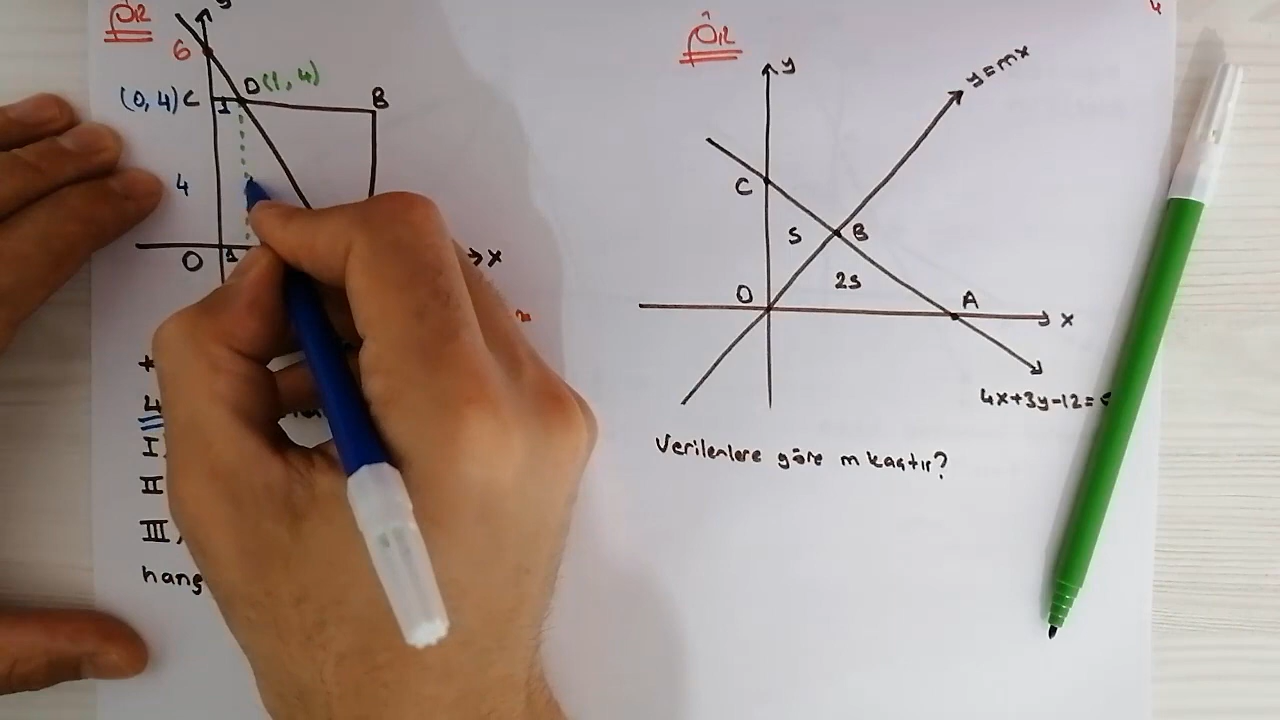 ÖR
6
D(1, 4)
(0, 4) C
1
B
4
O
1
x
I
II
III
ÖR
4
y
y=mx
C
S
B
2s
O
A
x
4x+3y-12=
Verilenlere göre m kaçtır?